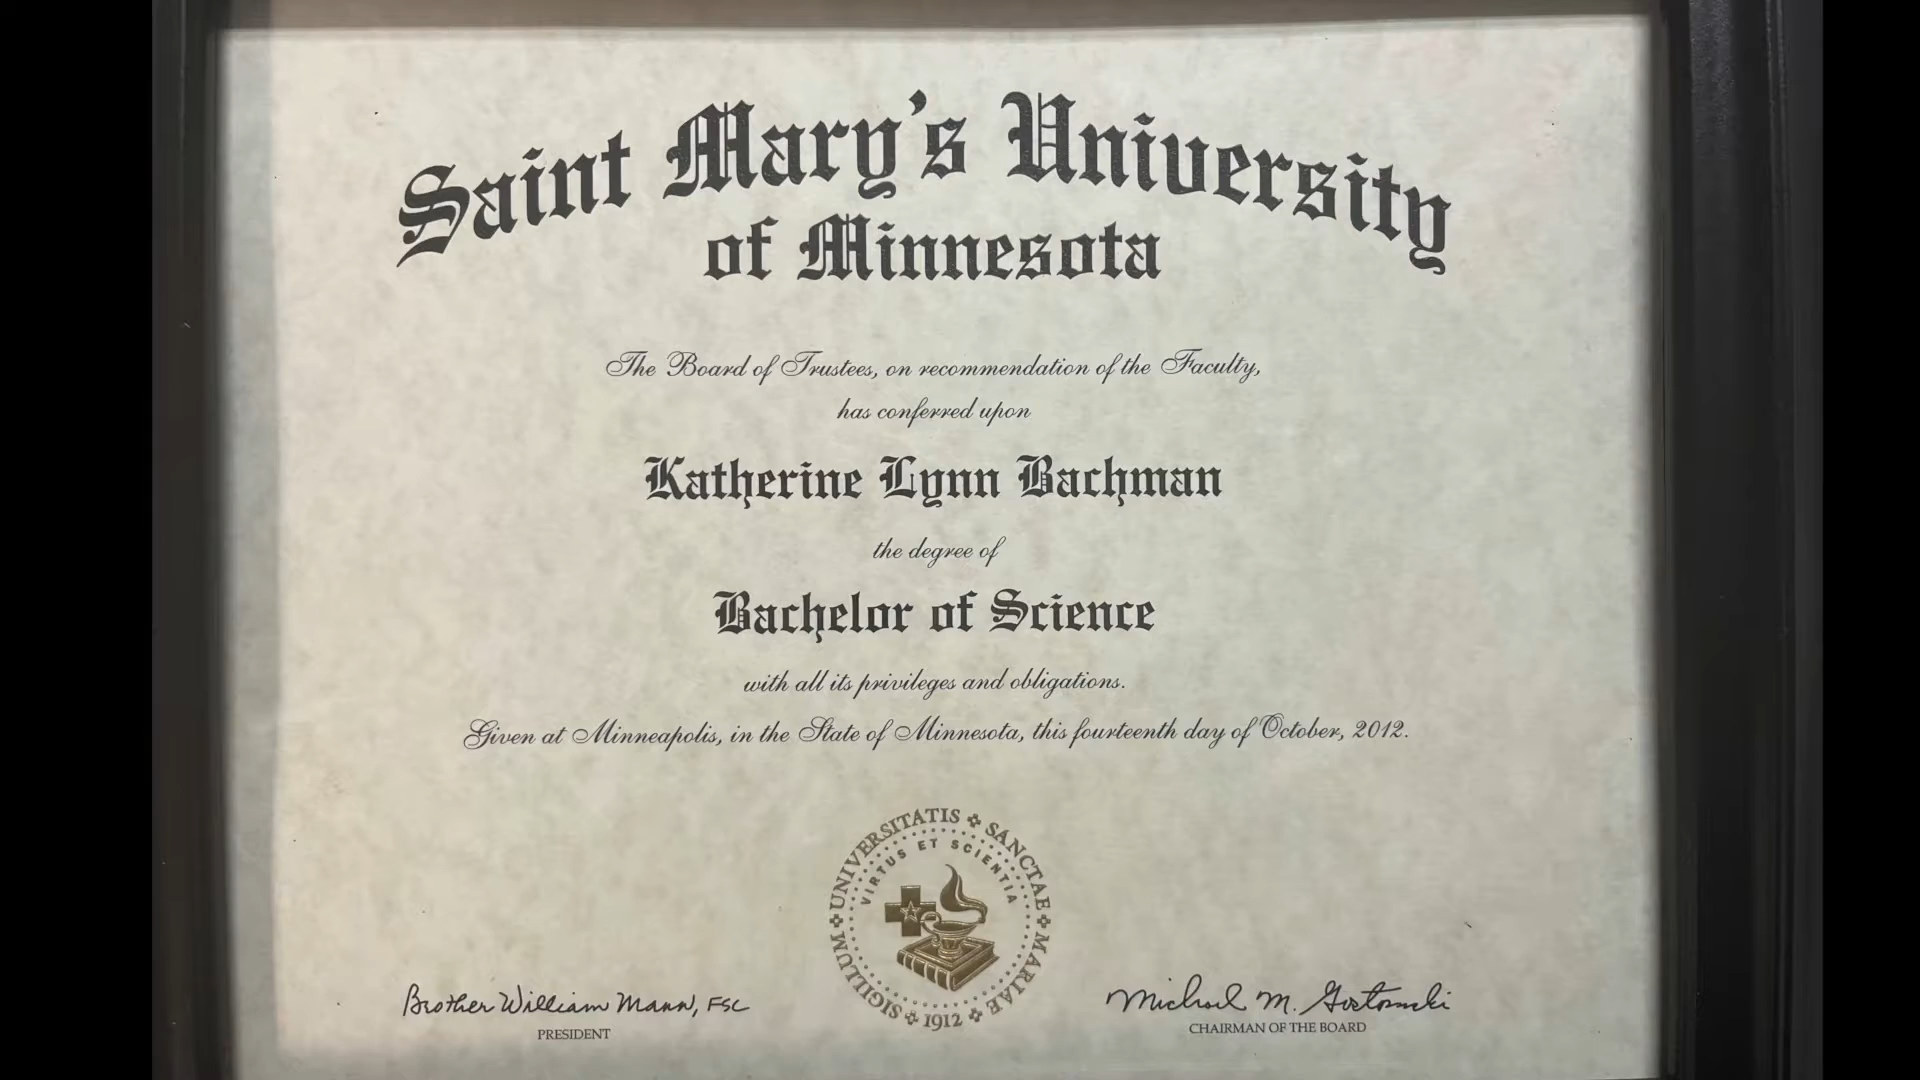 Saint Mary's University
of Minnesota
The Board of Trustees, on recommendation of the Faculty,
has conferred upon
Katherine Lynn Bachman
the degree of
Bachelor of Science
with all its privileges and obligations.
Given at Minneapolis, in the State of Minnesota, this fourteenth day of October, 2012.
SIGILLUM UNIVERSITATIS SANCTAE MARIAE
VIRTUS ET SCIENTIA
1912
Brother William Mann, FSC
PRESIDENT
Michael M. Gostomski
CHAIRMAN OF THE BOARD